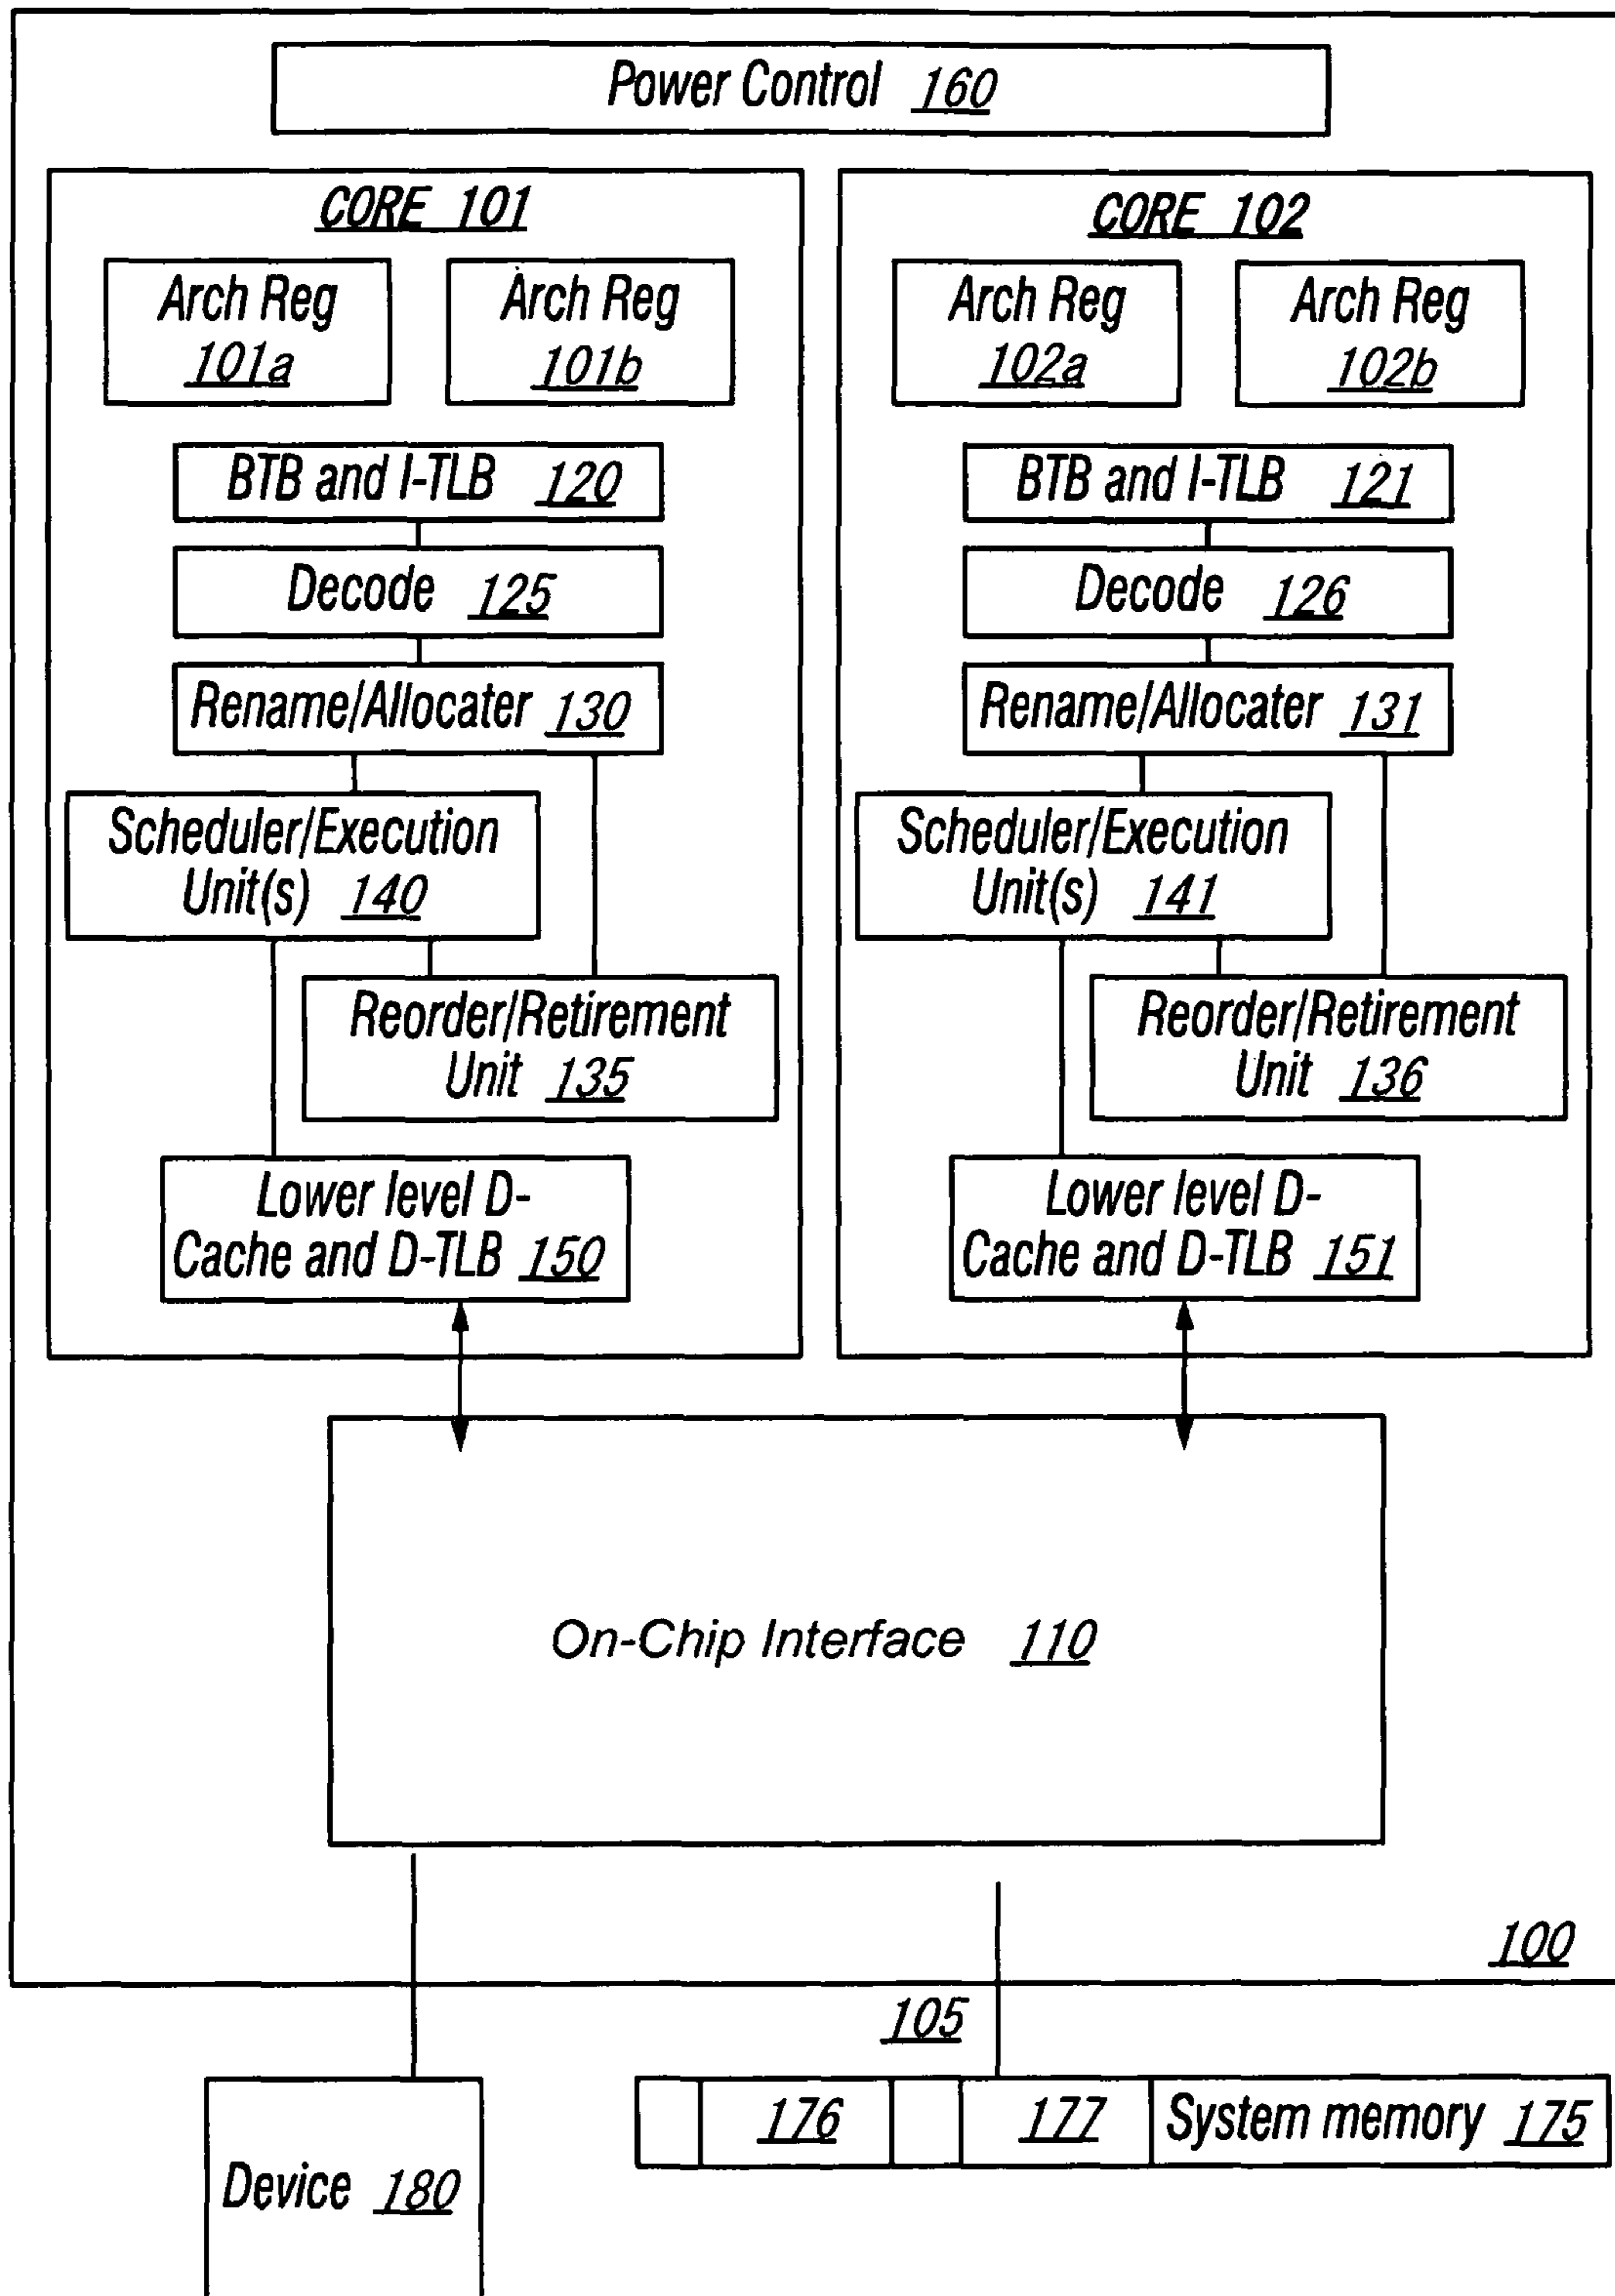 Power Control 160
CORE 101
Arch Reg
101a
Arch Reg
101b
BTB and I-TLB 120
Decode 125
Rename/Allocater 130
Scheduler/Execution
Unit(s) 140
Reorder/Retirement
Unit 135
Lower level D-
Cache and D-TLB 150
CORE 102
Arch Reg
102a
Arch Reg
102b
BTB and I-TLB 121
Decode 126
Rename/Allocater 131
Scheduler/Execution
Unit(s) 141
Reorder/Retirement
Unit 136
Lower level D-
Cache and D-TLB 151
On-Chip Interface 110
100
105
176
177
System memory 175
Device 180